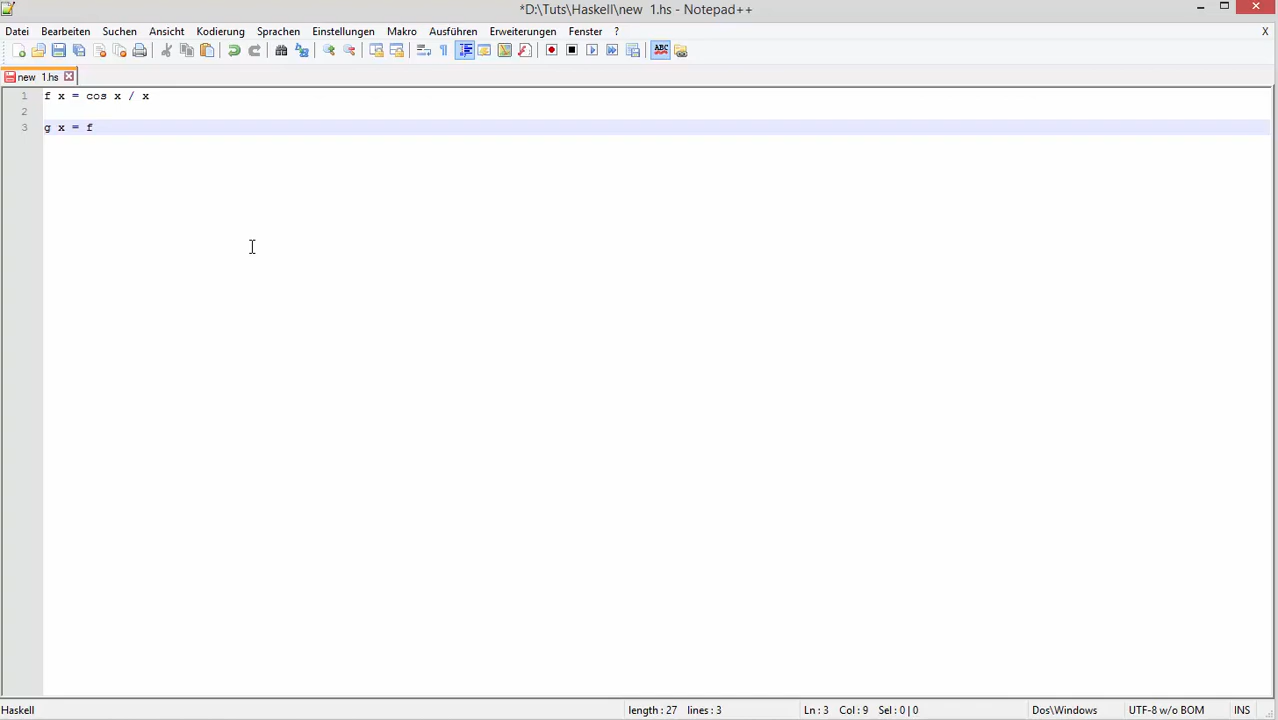 *D:\Tuts\Haskell\new  1.hs - Notepad++
Datei Bearbeiten Suchen Ansicht Kodierung Sprachen Einstellungen Makro Ausführen Erweiterungen Fenster ? X
ABC
new  1.hs
1 f x = cos x / x
2
3 g x = f
Haskell length : 27 lines : 3 Ln : 3 Col : 9 Sel : 0 | 0 Dos\Windows UTF-8 w/o BOM INS